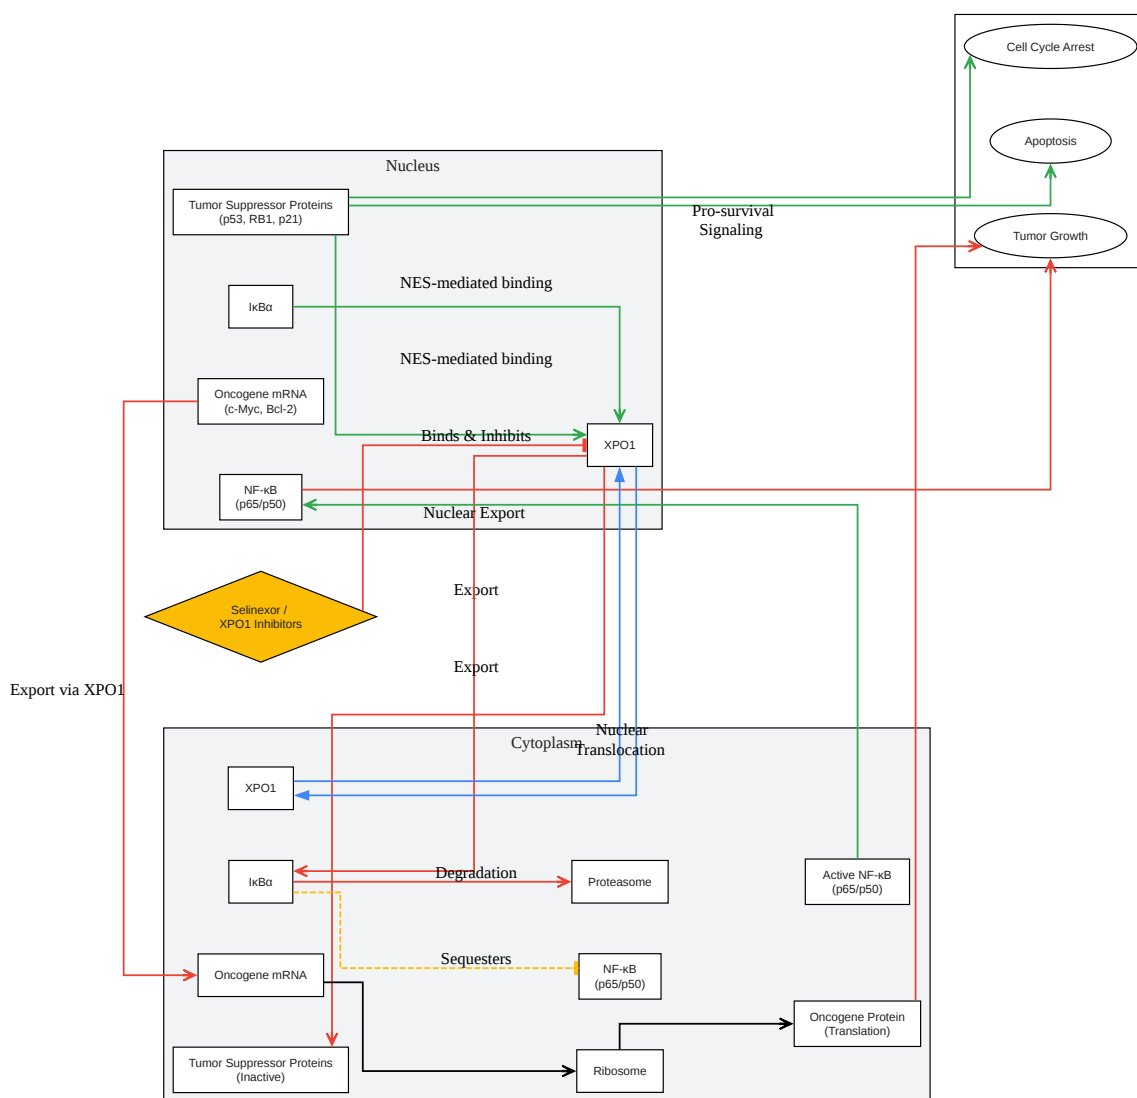 Cell Cycle Arrest
Apoptosis
Nucleus
Tumor Suppressor Proteins
(p53, RB1, p21)
Pro-survival
Signaling
Tumor Growth
NES-mediated binding
IκBα
NES-mediated binding
Oncogene mRNA
(c-Myc, Bcl-2)
Binds & Inhibits
XPO1
NF-κB
(p65/p50)
Nuclear Export
Export
Selinexor /
XPO1 Inhibitors
Export
Export via XPO1
Nuclear
Translocation
Cytoplasm
XPO1
IκBα
Degradation
Proteasome
Active NF-κB
(p65/p50)
Sequesters
NF-κB
(p65/p50)
Oncogene mRNA
Oncogene Protein
(Translation)
Tumor Suppressor Proteins
(Inactive)
Ribosome